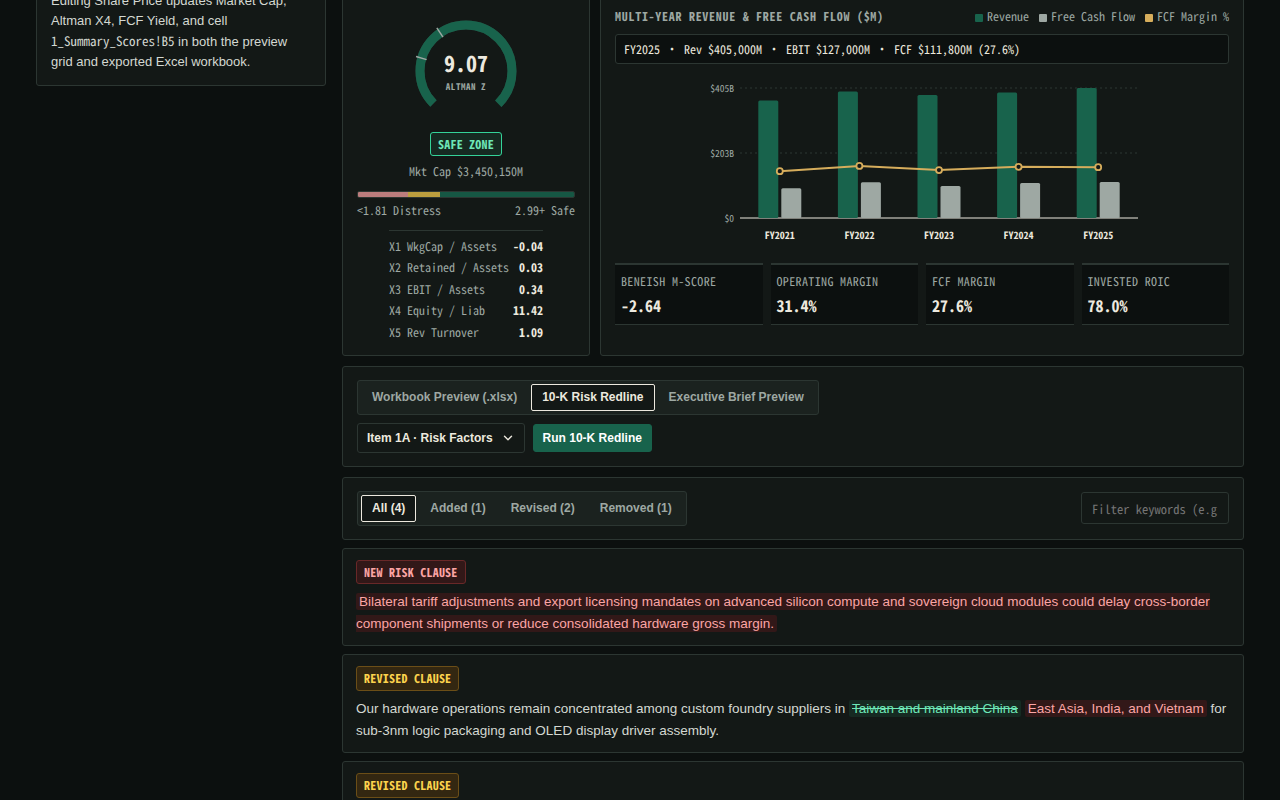 Editing Share Price updates Market Cap,
Altman X4, FCF Yield, and cell
1_Summary_Scores!B5 in both the preview
grid and exported Excel workbook.
9.07
ALTMAN Z
SAFE ZONE
Mkt Cap $3,450,150M
<1.81 Distress
2.99+ Safe
X1 WkgCap / Assets -0.04
X2 Retained / Assets 0.03
X3 EBIT / Assets 0.34
X4 Equity / Liab 11.42
X5 Rev Turnover 1.09
MULTI-YEAR REVENUE & FREE CASH FLOW ($M)
Revenue
Free Cash Flow
FCF Margin %
FY2025 • Rev $405,000M • EBIT $127,000M • FCF $111,800M (27.6%)
$405B
$203B
$0
FY2021
FY2022
FY2023
FY2024
FY2025
BENEISH M-SCORE
-2.64
OPERATING MARGIN
31.4%
FCF MARGIN
27.6%
INVESTED ROIC
78.0%
Workbook Preview (.xlsx)
10-K Risk Redline
Executive Brief Preview
Item 1A · Risk Factors
Run 10-K Redline
All (4)
Added (1)
Revised (2)
Removed (1)
Filter keywords (e.g
NEW RISK CLAUSE
Bilateral tariff adjustments and export licensing mandates on advanced silicon compute and sovereign cloud modules could delay cross-border
component shipments or reduce consolidated hardware gross margin.
REVISED CLAUSE
Our hardware operations remain concentrated among custom foundry suppliers in Taiwan and mainland China East Asia, India, and Vietnam for
sub-3nm logic packaging and OLED display driver assembly.
REVISED CLAUSE